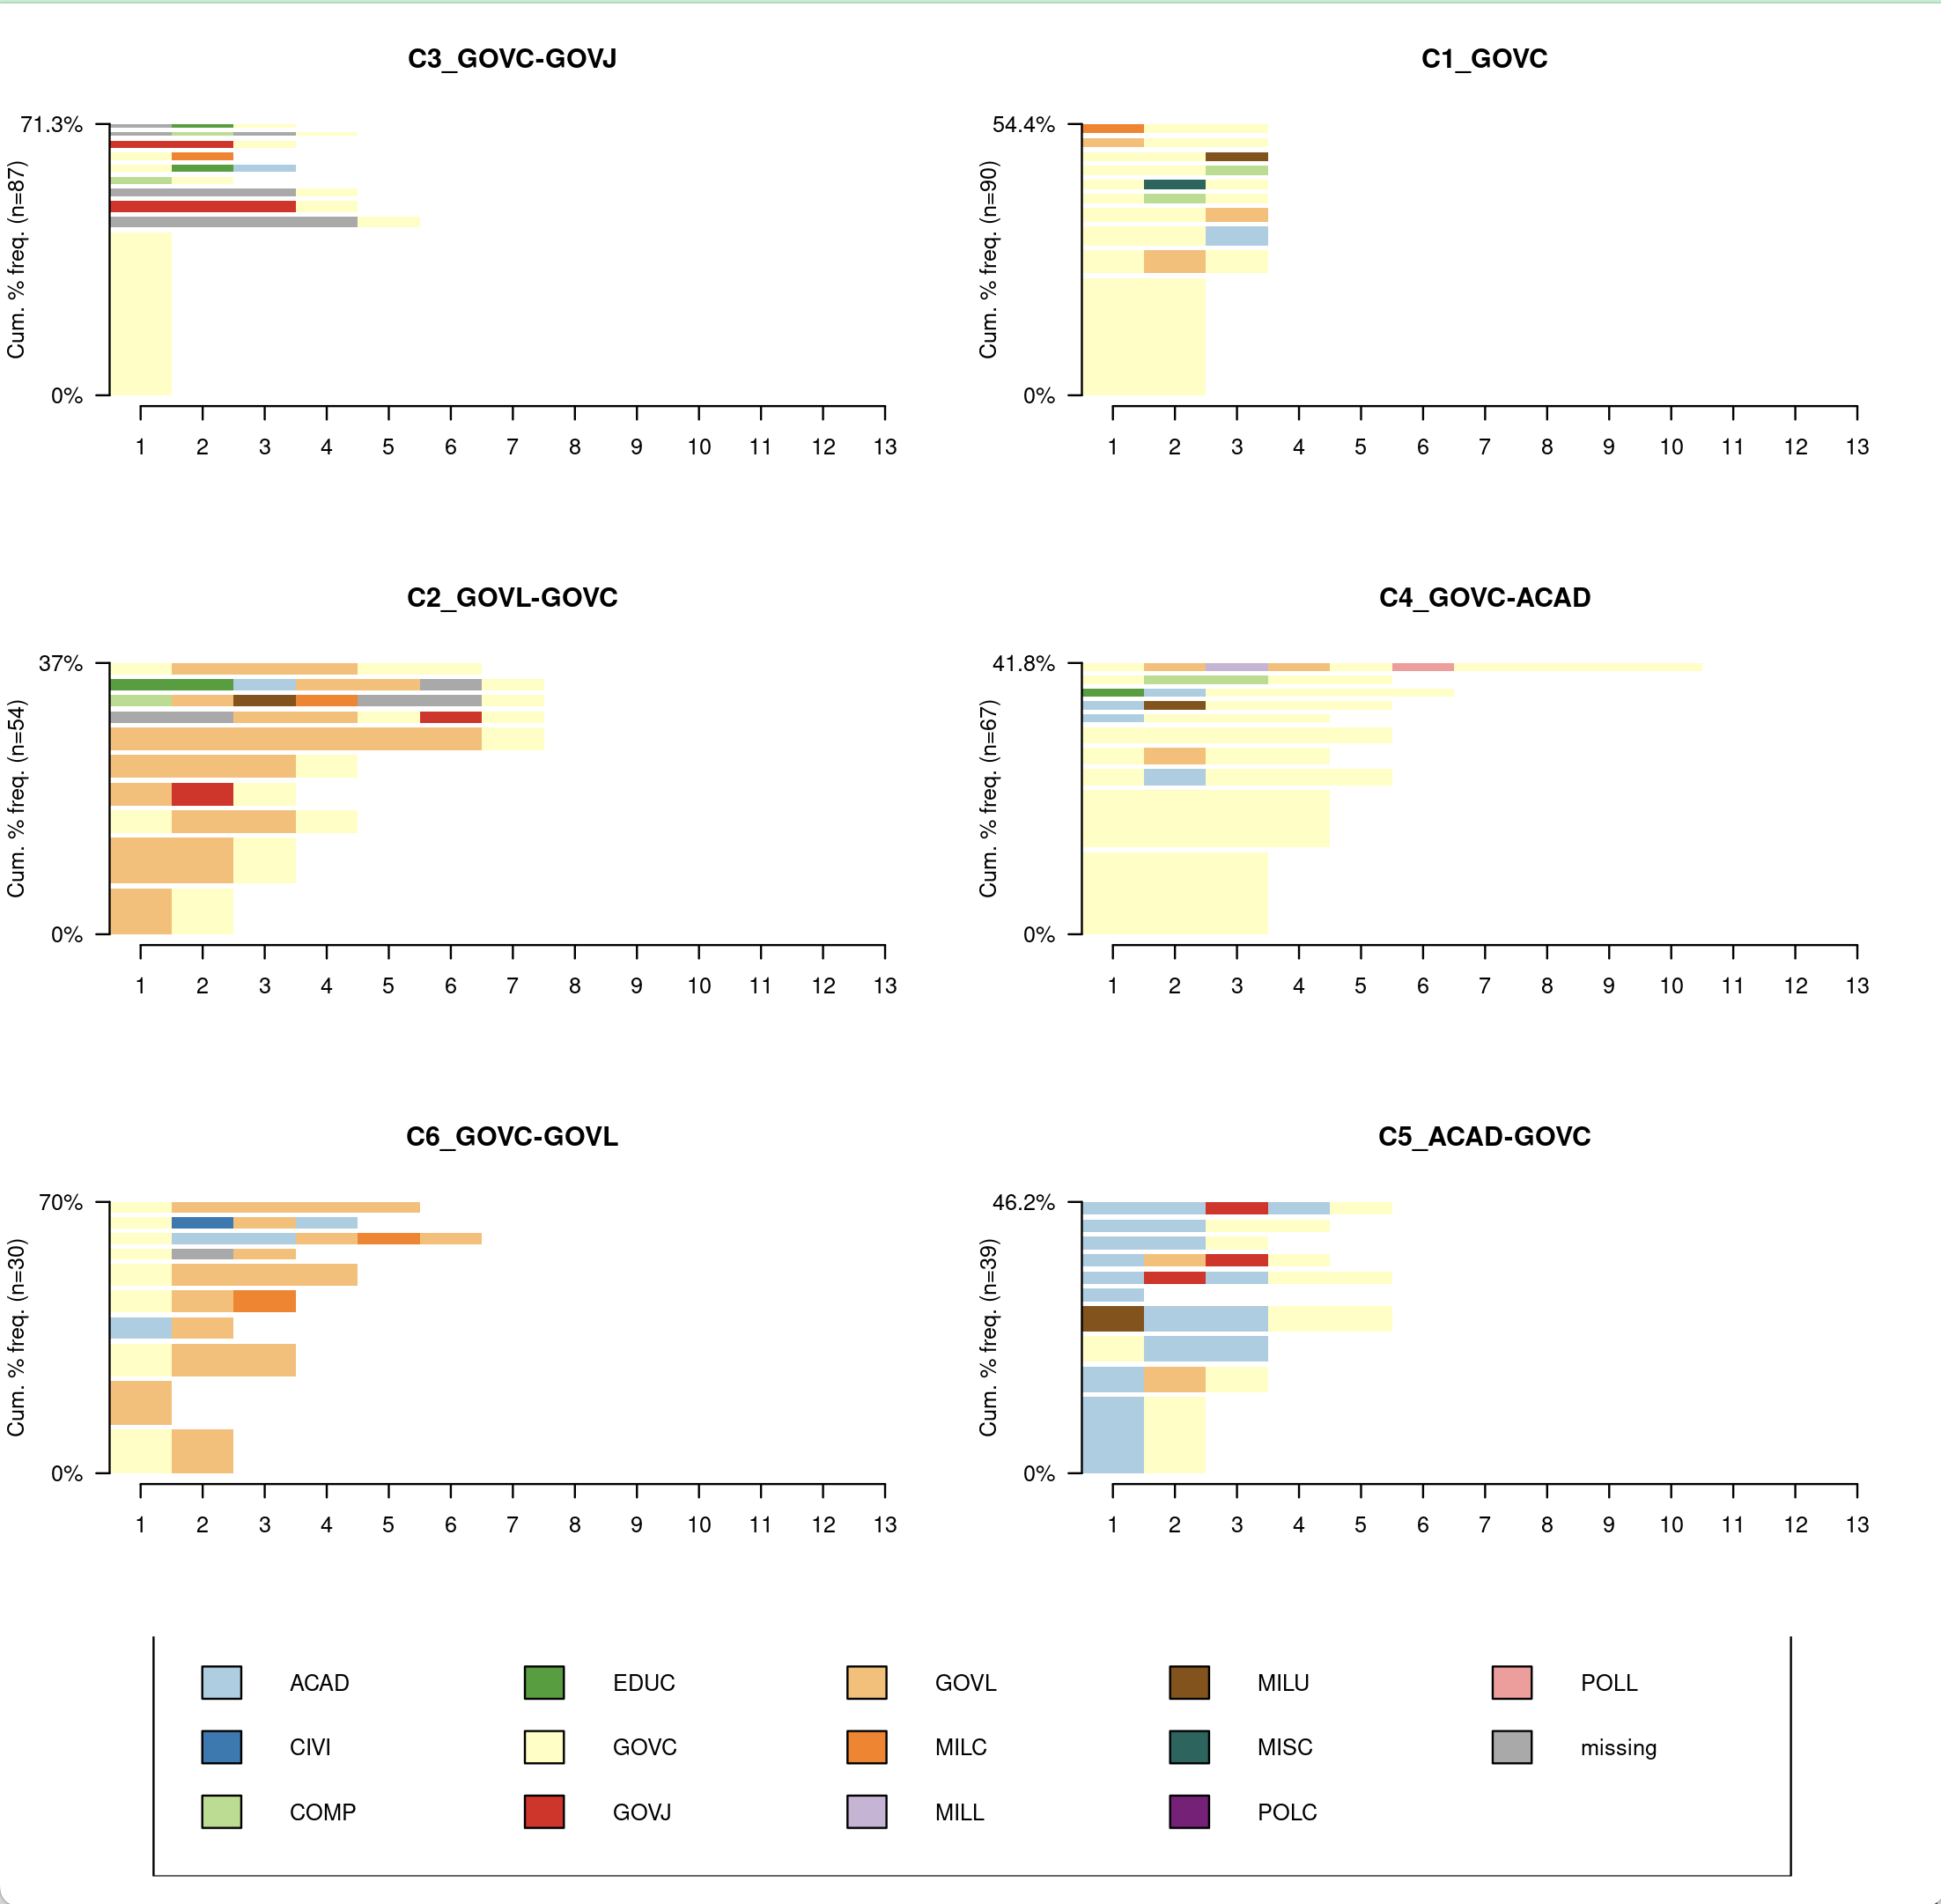 C3_GOVC-GOVJ
71.3%
Cum. % freq. (n=87)
0%
1 2 3 4 5 6 7 8 9 10 11 12 13
C1_GOVC
54.4%
Cum. % freq. (n=90)
0%
1 2 3 4 5 6 7 8 9 10 11 12 13
C2_GOVL-GOVC
37%
Cum. % freq. (n=54)
0%
1 2 3 4 5 6 7 8 9 10 11 12 13
C4_GOVC-ACAD
41.8%
Cum. % freq. (n=67)
0%
1 2 3 4 5 6 7 8 9 10 11 12 13
C6_GOVC-GOVL
70%
Cum. % freq. (n=30)
0%
1 2 3 4 5 6 7 8 9 10 11 12 13
C5_ACAD-GOVC
46.2%
Cum. % freq. (n=39)
0%
1 2 3 4 5 6 7 8 9 10 11 12 13
ACAD EDUC GOVL MILU POLL
CIVI GOVC MILC MISC missing
COMP GOVJ MILL POLC